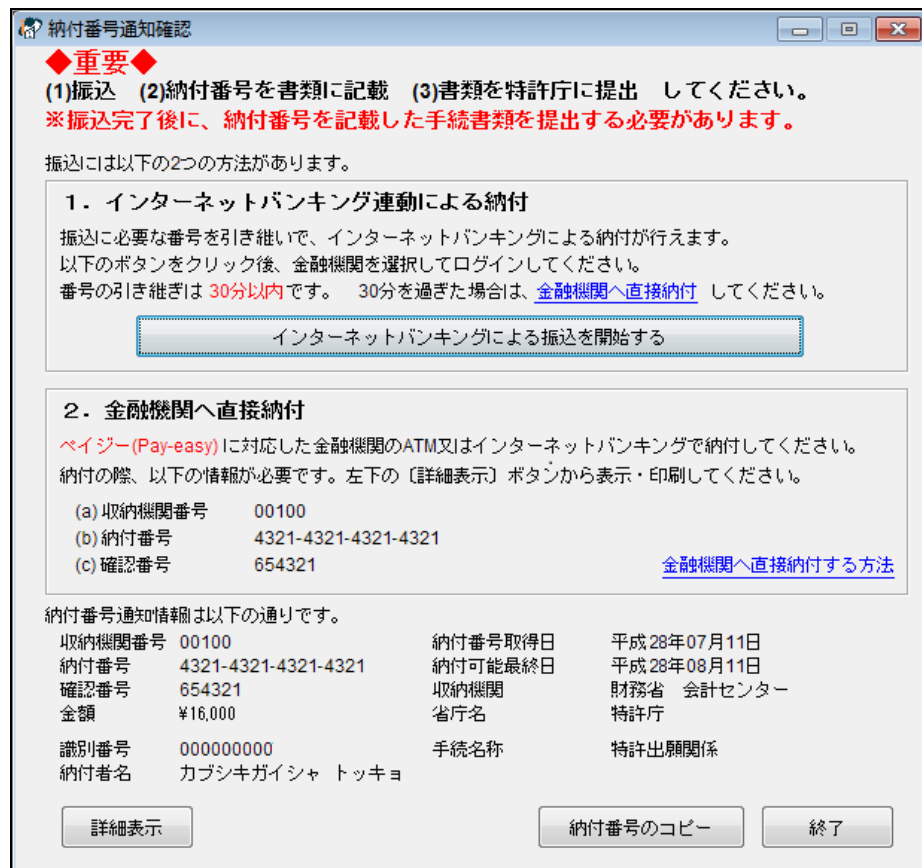 納付番号通知確認
◆重要◆
(1)振込　(2)納付番号を書類に記載　(3)書類を特許庁に提出　してください。
※振込完了後に、納付番号を記載した手続書類を提出する必要があります。
振込には以下の2つの方法があります。
１．インターネットバンキング連動による納付
振込に必要な番号を引き継いで、インターネットバンキングによる納付が行えます。
以下のボタンをクリック後、金融機関を選択してログインしてください。
番号の引き継ぎは 30分以内です。　30分を過ぎた場合は、金融機関へ直接納付 してください。
インターネットバンキングによる振込を開始する
２．金融機関へ直接納付
ペイジー(Pay-easy)に対応した金融機関のATM又はインターネットバンキングで納付してください。
納付の際、以下の情報が必要です。左下の〔詳細表示〕ボタンから表示・印刷してください。
(a) 収納機関番号　00100
(b) 納付番号　4321-4321-4321-4321
(c) 確認番号　654321　金融機関へ直接納付する方法
納付番号通知情報は以下の通りです。
収納機関番号　00100　納付番号取得日　平成28年07月11日
納付番号　4321-4321-4321-4321　納付可能最終日　平成28年08月11日
確認番号　654321　収納機関　財務省　会計センター
金額　¥16,000　省庁名　特許庁
識別番号　000000000　手続名称　特許出願関係
納付者名　カブシキガイシャ トッキョ
詳細表示　納付番号のコピー　終了